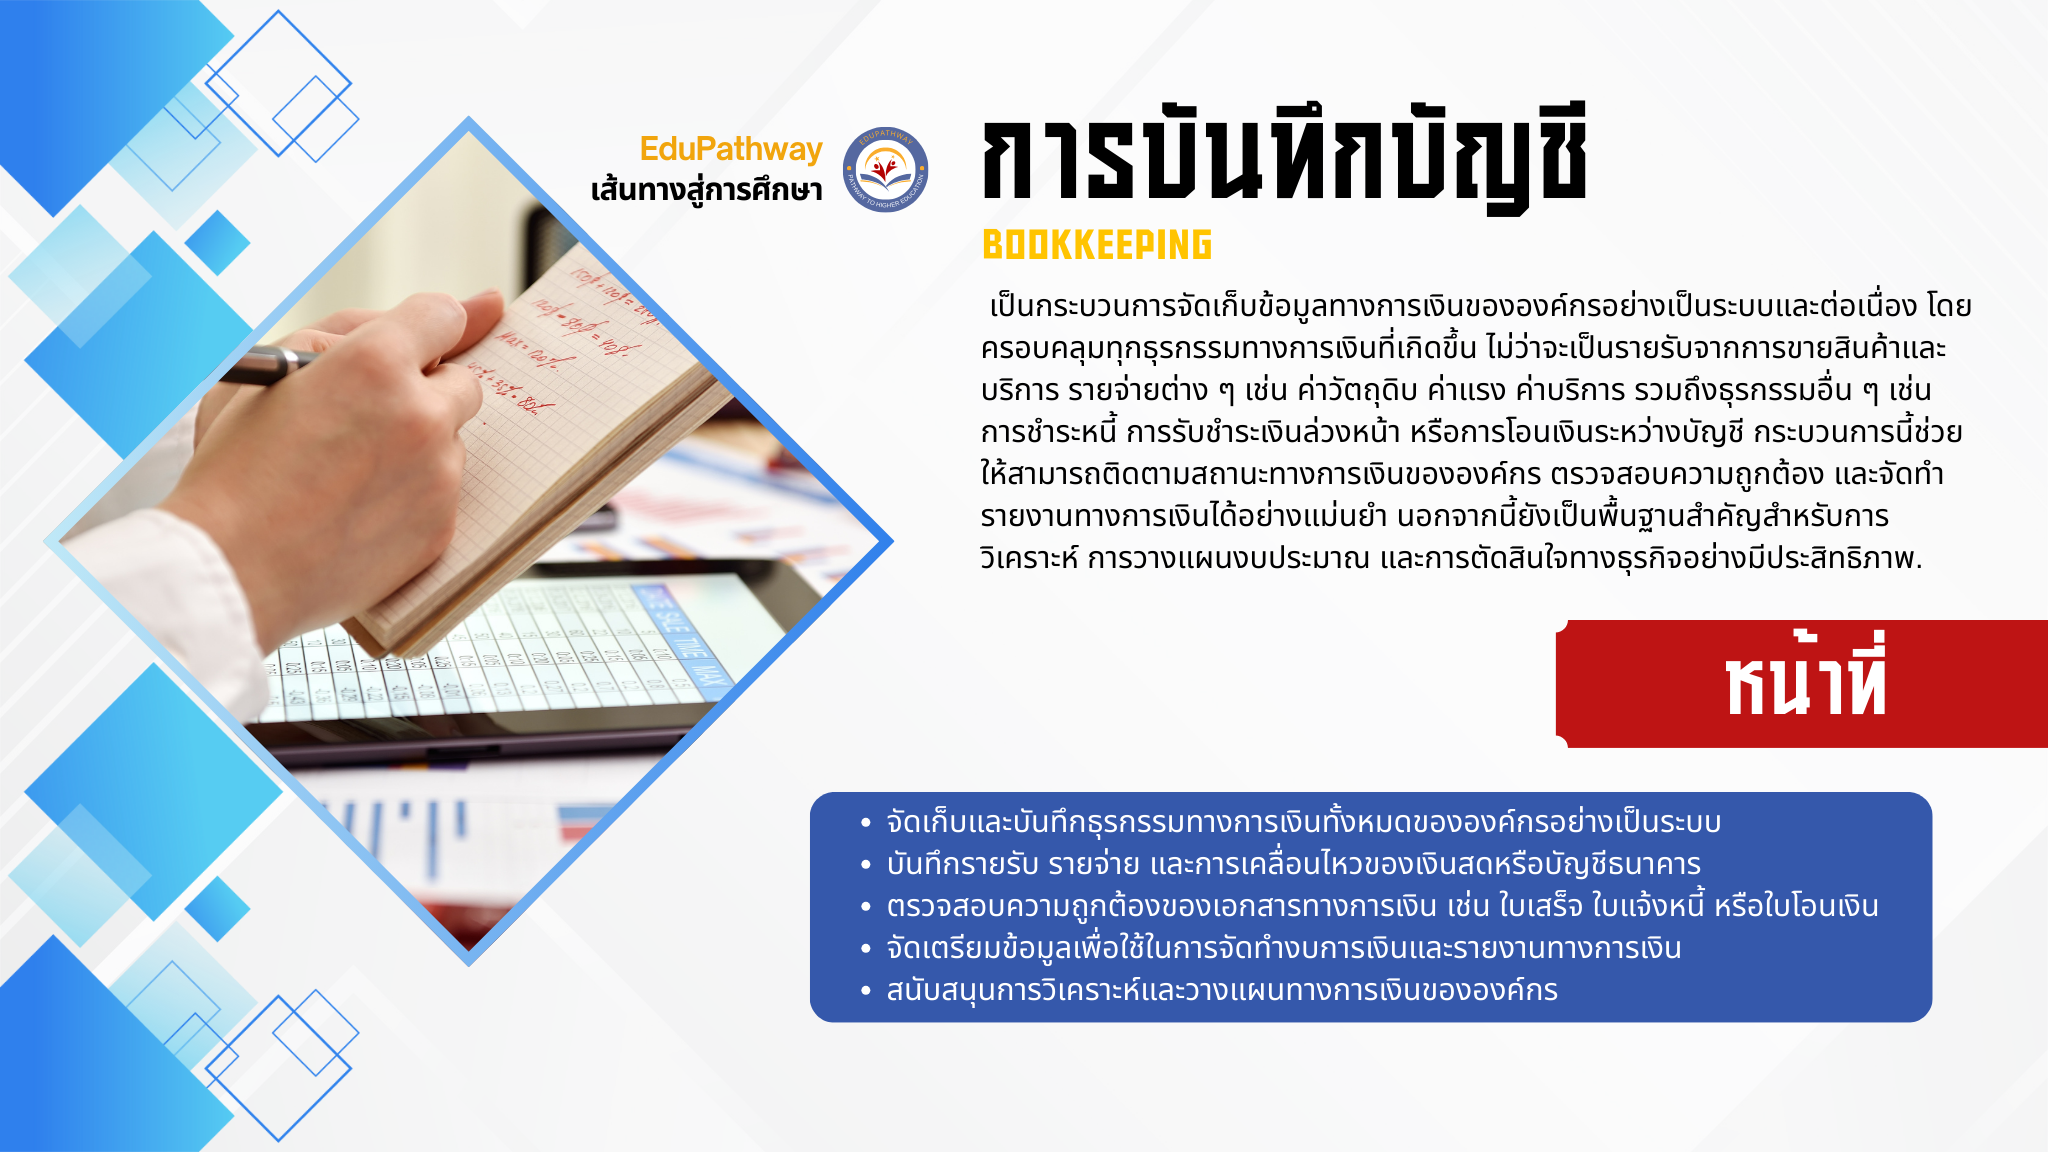 EduPathway
เส้นทางสู่การศึกษา
EDUPATHWAY
PATHWAY TO HIGHER EDUCATION
การบันทึกบัญชี
BOOKKEEPING
เป็นกระบวนการจัดเก็บข้อมูลทางการเงินขององค์กรอย่างเป็นระบบและต่อเนื่อง โดย
ครอบคลุมทุกธุรกรรมทางการเงินที่เกิดขึ้น ไม่ว่าจะเป็นรายรับจากการขายสินค้าและ
บริการ รายจ่ายต่าง ๆ เช่น ค่าวัตถุดิบ ค่าแรง ค่าบริการ รวมถึงธุรกรรมอื่น ๆ เช่น
การชำระหนี้ การรับชำระเงินล่วงหน้า หรือการโอนเงินระหว่างบัญชี กระบวนการนี้ช่วย
ให้สามารถติดตามสถานะทางการเงินขององค์กร ตรวจสอบความถูกต้อง และจัดทำ
รายงานทางการเงินได้อย่างแม่นยำ นอกจากนี้ยังเป็นพื้นฐานสำคัญสำหรับการ
วิเคราะห์ การวางแผนงบประมาณ และการตัดสินใจทางธุรกิจอย่างมีประสิทธิภาพ.
หน้าที่
• จัดเก็บและบันทึกธุรกรรมทางการเงินทั้งหมดขององค์กรอย่างเป็นระบบ
• บันทึกรายรับ รายจ่าย และการเคลื่อนไหวของเงินสดหรือบัญชีธนาคาร
• ตรวจสอบความถูกต้องของเอกสารทางการเงิน เช่น ใบเสร็จ ใบแจ้งหนี้ หรือใบโอนเงิน
• จัดเตรียมข้อมูลเพื่อใช้ในการจัดทำงบการเงินและรายงานทางการเงิน
• สนับสนุนการวิเคราะห์และวางแผนทางการเงินขององค์กร
SALE TIME MAX